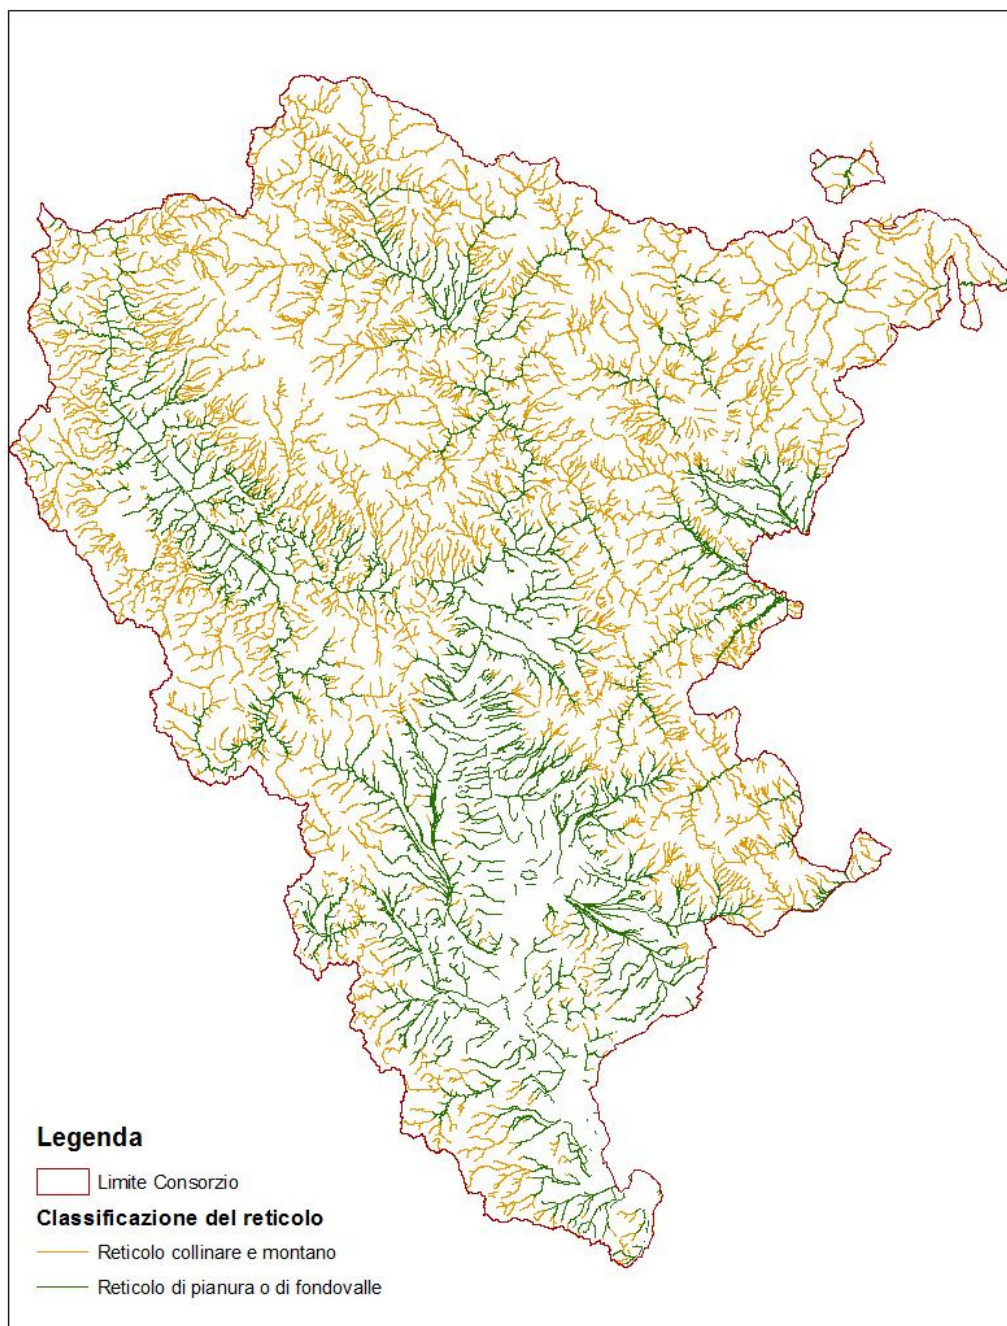 Legenda
Limite Consorzio
Classificazione del reticolo
Reticolo collinare e montano
Reticolo di pianura o di fondovalle